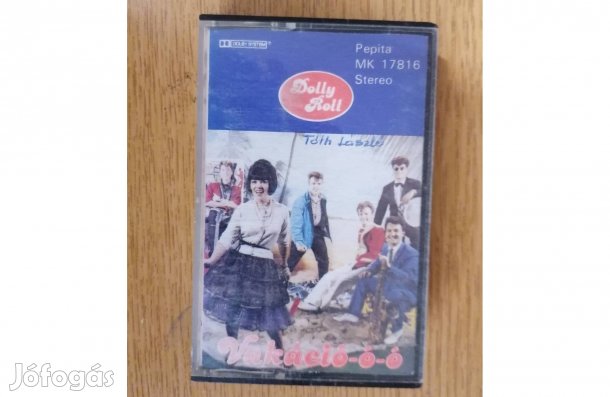 DOLBY SYSTEM
Pepita
MK 17816
Stereo
Dolly
Roll
Tóth László
Vakáció-ó-ó
Jófogás